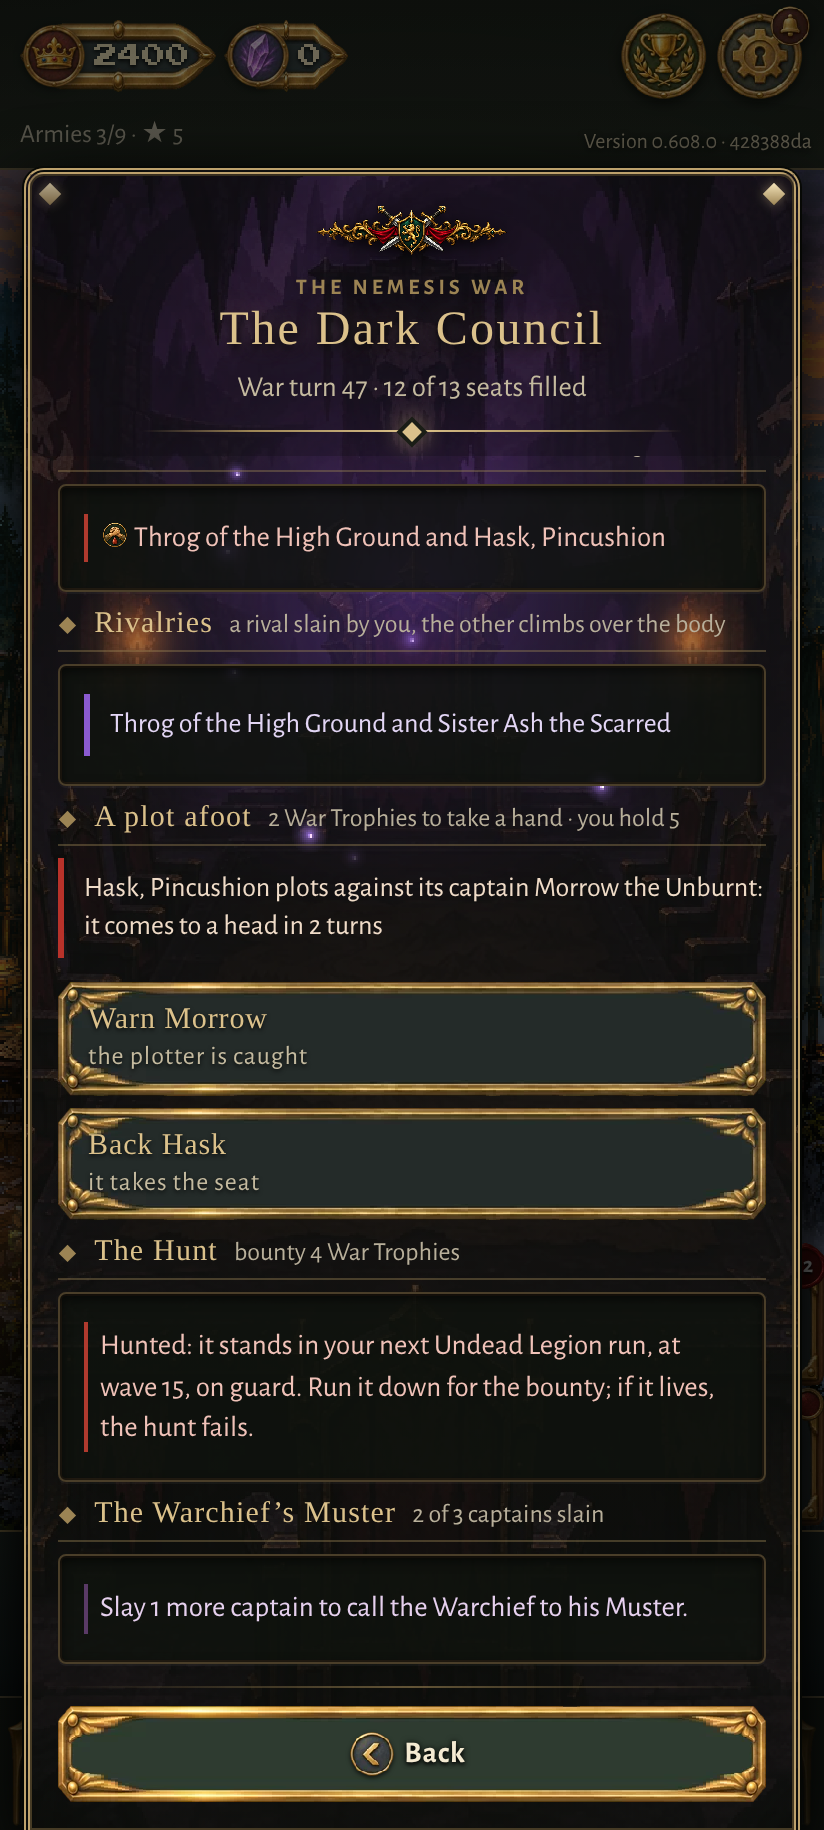 2400
0
Armies 3/9 · ★ 5
Version 0.608.0 · 428388da
THE NEMESIS WAR
The Dark Council
War turn 47 · 12 of 13 seats filled
Throg of the High Ground and Hask, Pincushion
Rivalries a rival slain by you, the other climbs over the body
Throg of the High Ground and Sister Ash the Scarred
A plot afoot 2 War Trophies to take a hand · you hold 5
Hask, Pincushion plots against its captain Morrow the Unburnt:
it comes to a head in 2 turns
Warn Morrow
the plotter is caught
Back Hask
it takes the seat
The Hunt bounty 4 War Trophies
2
Hunted: it stands in your next Undead Legion run, at
wave 15, on guard. Run it down for the bounty; if it lives,
the hunt fails.
The Warchief’s Muster 2 of 3 captains slain
Slay 1 more captain to call the Warchief to his Muster.
Back